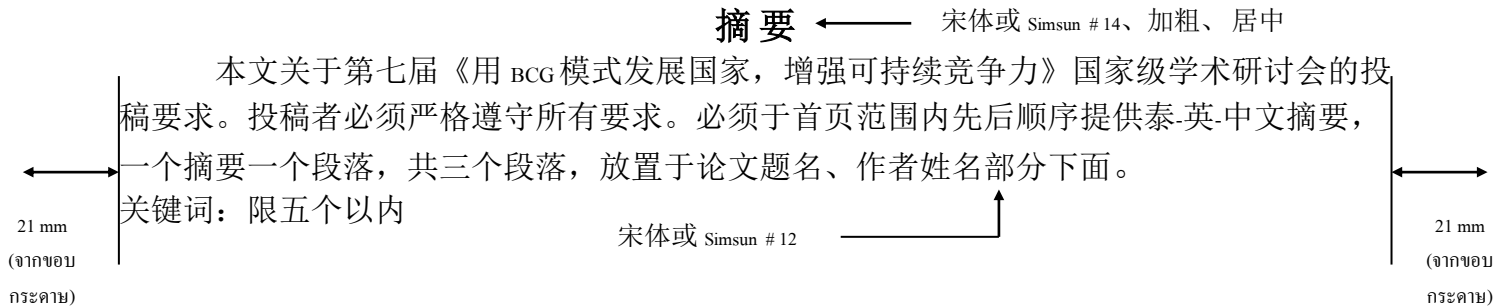 摘 要 宋体或 Simsun # 14、加粗、居中
本文关于第七届《用 BCG 模式发展国家，增强可持续竞争力》国家级学术研讨会的投
稿要求。投稿者必须严格遵守所有要求。必须于首页范围内先后顺序提供泰-英-中文摘要，
一个摘要一个段落，共三个段落，放置于论文题名、作者姓名部分下面。
关键词：限五个以内
宋体或 Simsun # 12
21 mm
(จากขอบ
กระดาษ)
21 mm
(จากขอบ
กระดาษ)